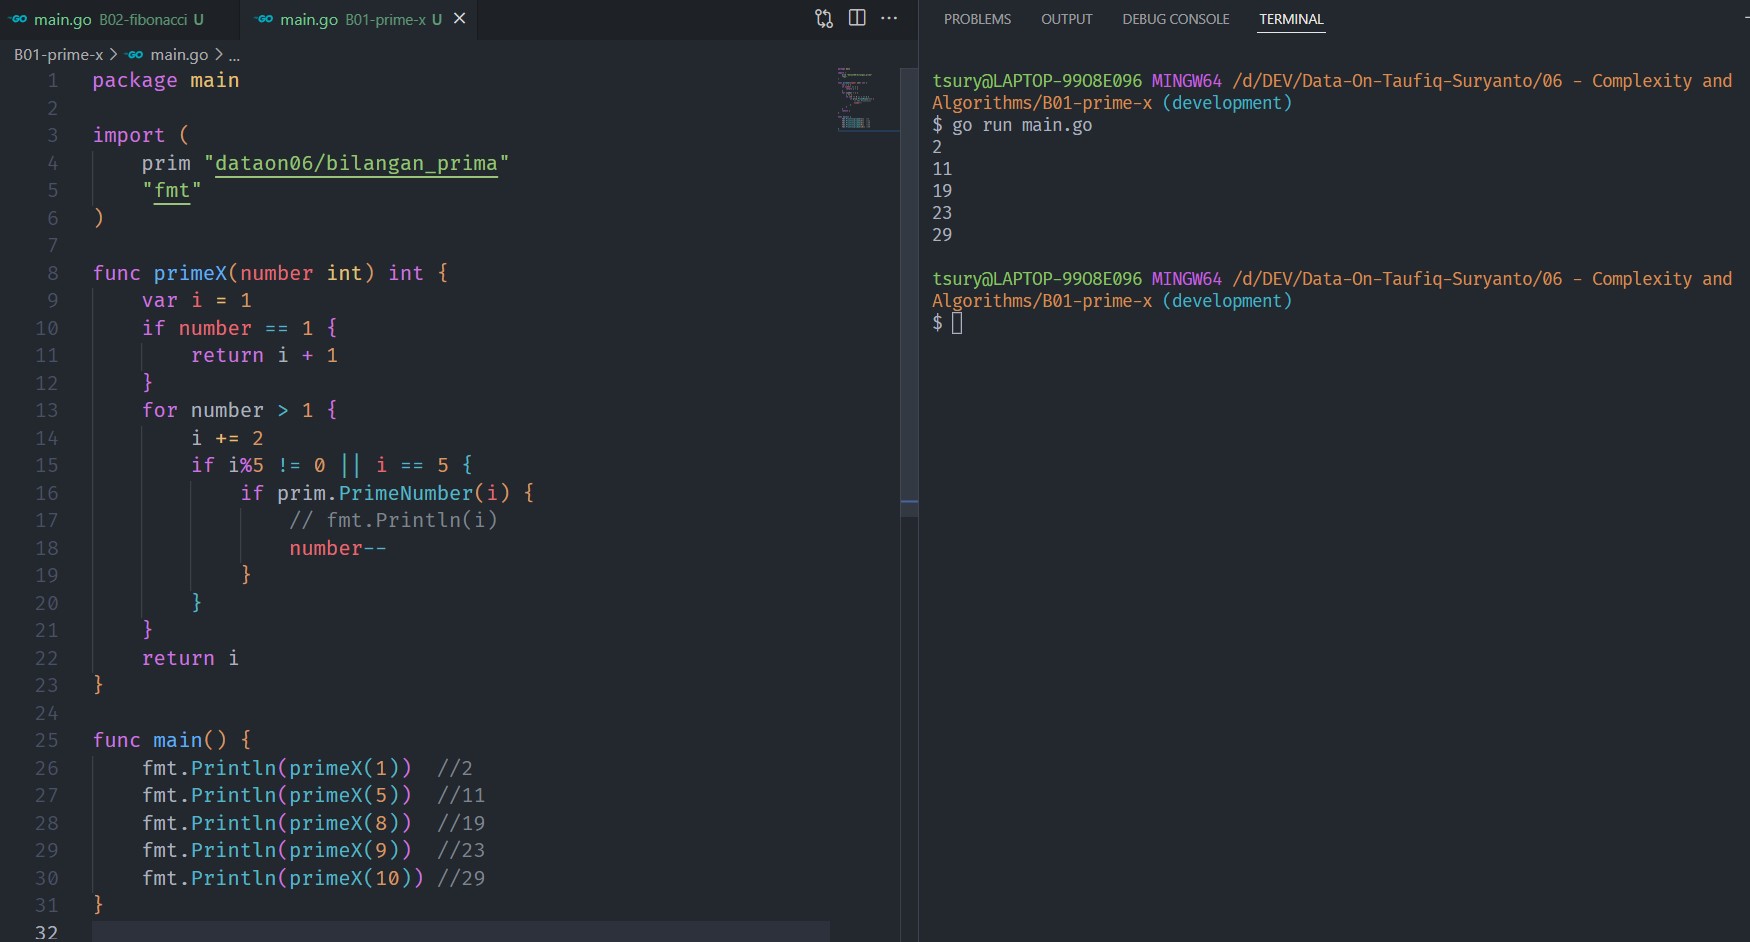 GO main.go B02-fibonacci U
GO main.go B01-prime-x U
B01-prime-x > GO main.go > ...
1 package main
2
3 import (
4 prim "dataon06/bilangan_prima"
5 "fmt"
6 )
7
8 func primeX(number int) int {
9 var i = 1
10 if number == 1 {
11 return i + 1
12 }
13 for number > 1 {
14 i += 2
15 if i%5 != 0 || i == 5 {
16 if prim.PrimeNumber(i) {
17 // fmt.Println(i)
18 number--
19 }
20 }
21 }
22 return i
23 }
24
25 func main() {
26 fmt.Println(primeX(1)) //2
27 fmt.Println(primeX(5)) //11
28 fmt.Println(primeX(8)) //19
29 fmt.Println(primeX(9)) //23
30 fmt.Println(primeX(10)) //29
31 }
32
PROBLEMS OUTPUT DEBUG CONSOLE TERMINAL
tsury@LAPTOP-99O8E096 MINGW64 /d/DEV/Data-On-Taufiq-Suryanto/06 - Complexity and
Algorithms/B01-prime-x (development)
$ go run main.go
2
11
19
23
29
tsury@LAPTOP-99O8E096 MINGW64 /d/DEV/Data-On-Taufiq-Suryanto/06 - Complexity and
Algorithms/B01-prime-x (development)
$